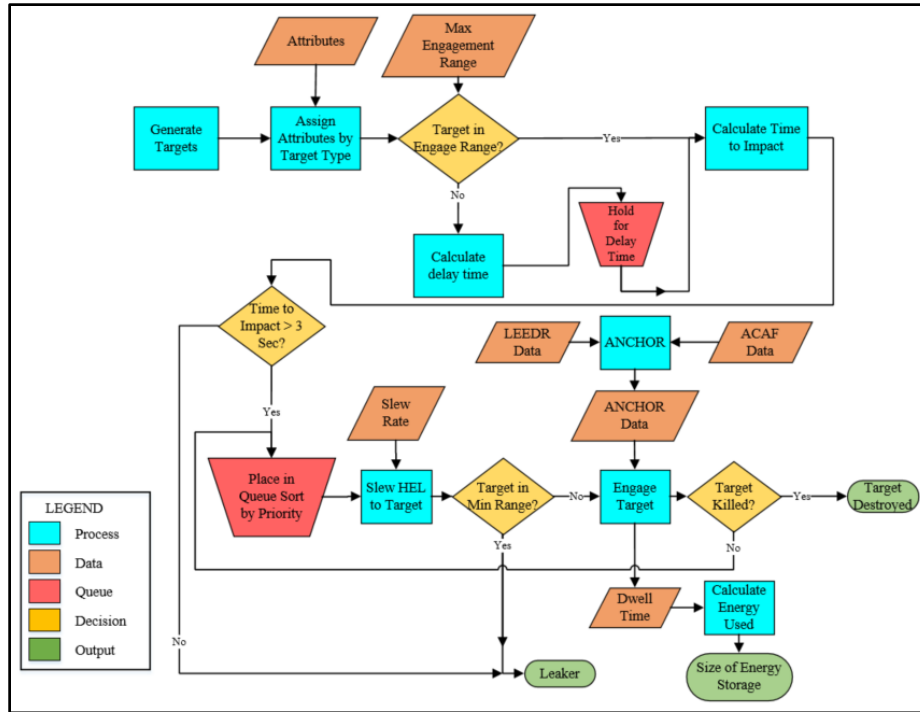 Attributes
Max
Engagement
Range
Generate
Targets
Assign
Attributes by
Target Type
Target in
Engage Range?
Yes
Calculate Time
to Impact
No
Calculate
delay time
Hold
for
Delay
Time
Time to
Impact > 3
Sec?
LEEDR
Data
ANCHOR
ACAF
Data
Yes
Slew
Rate
ANCHOR
Data
Place in
Queue Sort
by Priority
Slew HEL
to Target
Target in
Min Range?
No
Engage
Target
Target
Killed?
Yes
Target
Destroyed
Yes
No
LEGEND
Process
Data
Queue
Decision
Output
Dwell
Time
Calculate
Energy
Used
No
Leaker
Size of Energy
Storage